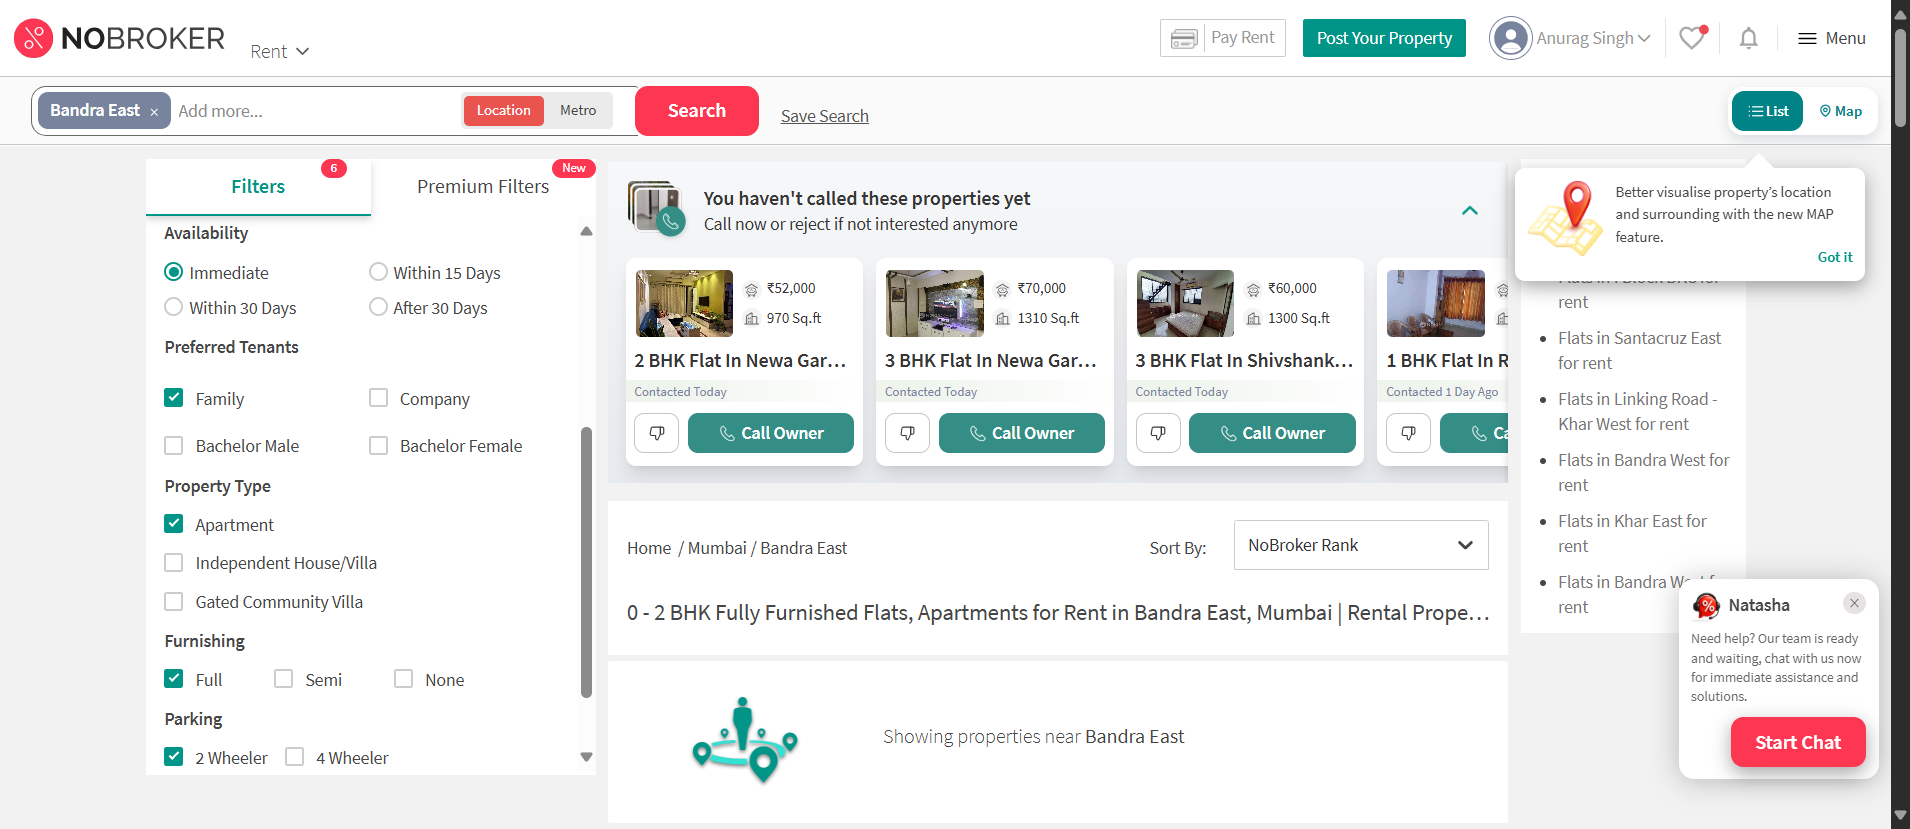 NOBROKER
Rent
Pay Rent
Post Your Property
Anurag Singh
Menu
Bandra East ×
Add more...
Location
Metro
Search
Save Search
List
Map
Filters
6
Premium Filters
New
Availability
Immediate
Within 15 Days
Within 30 Days
After 30 Days
Preferred Tenants
Family
Company
Bachelor Male
Bachelor Female
Property Type
Apartment
Independent House/Villa
Gated Community Villa
Furnishing
Full
Semi
None
Parking
2 Wheeler
4 Wheeler
You haven't called these properties yet
Call now or reject if not interested anymore
₹52,000
970 Sq.ft
2 BHK Flat In Newa Gar...
Contacted Today
Call Owner
₹70,000
1310 Sq.ft
3 BHK Flat In Newa Gar...
Contacted Today
Call Owner
₹60,000
1300 Sq.ft
3 BHK Flat In Shivshank...
Contacted Today
Call Owner
1 BHK Flat In R
Contacted 1 Day Ago
Ca
Home / Mumbai / Bandra East
Sort By:
NoBroker Rank
0 - 2 BHK Fully Furnished Flats, Apartments for Rent in Bandra East, Mumbai | Rental Prope...
Showing properties near Bandra East
Better visualise property's location
and surrounding with the new MAP
feature.
Got it
rent
Flats in Santacruz East
for rent
Flats in Linking Road -
Khar West for rent
Flats in Bandra West for
rent
Flats in Khar East for
rent
Flats in Bandra
rent
Natasha
Need help? Our team is ready
and waiting, chat with us now
for immediate assistance and
solutions.
Start Chat